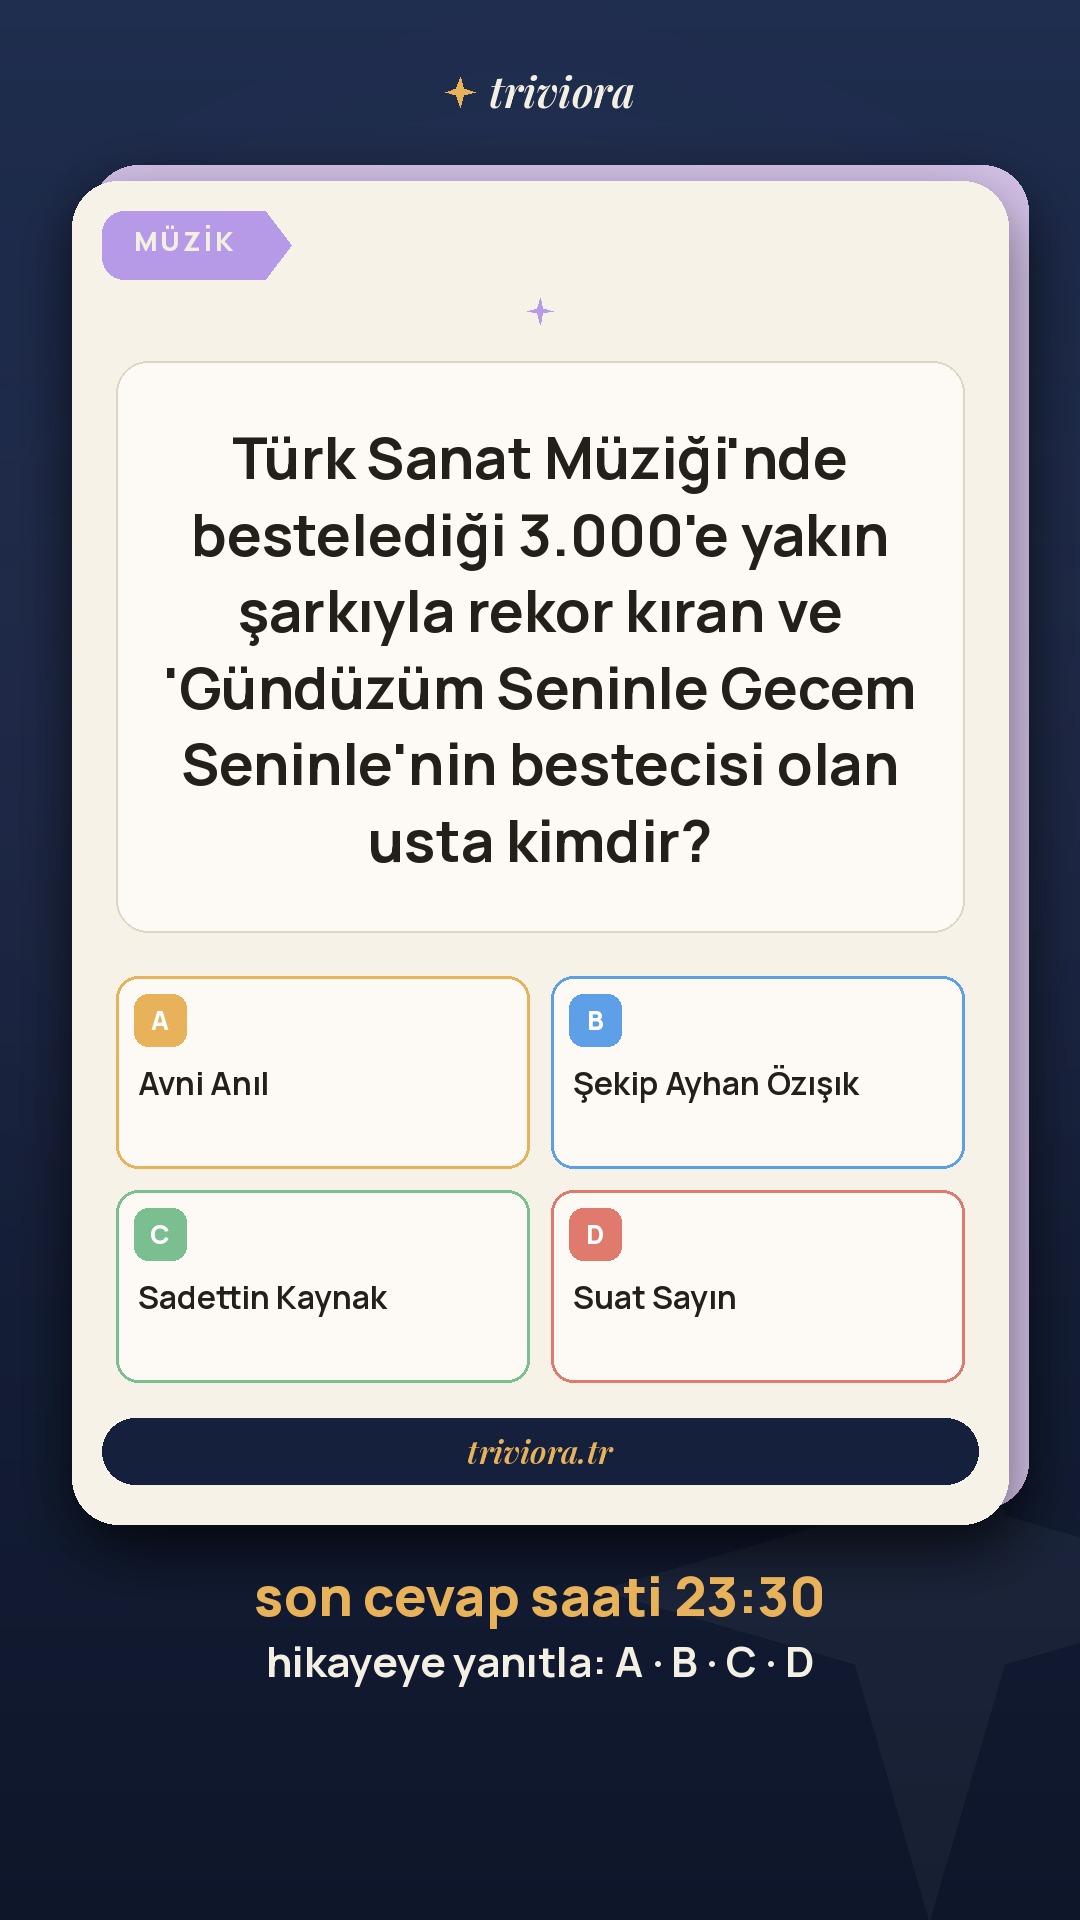 triviora
MÜZİK
Türk Sanat Müziği'nde
bestelediği 3.000'e yakın
şarkıyla rekor kıran ve
'Gündüzüm Seninle Gecem
Seninle'nin bestecisi olan
usta kimdir?
A
Avni Anıl
B
Şekip Ayhan Özışık
C
Sadettin Kaynak
D
Suat Sayın
triviora.tr
son cevap saati 23:30
hikayeye yanıtla: A · B · C · D